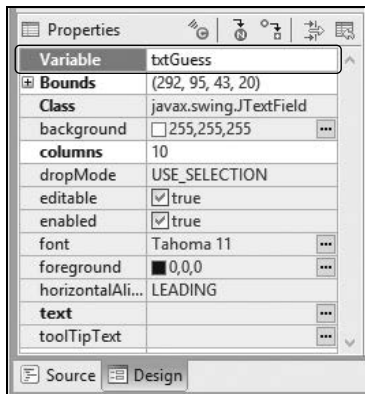 Properties
Variable txtGuess
Bounds (292, 95, 43, 20)
Class javax.swing.JTextField
background 255,255,255 ...
columns 10
dropMode USE_SELECTION
editable true
enabled true
font Tahoma 11 ...
foreground 0,0,0 ...
horizontalAli... LEADING
text ...
toolTipText ...
Source Design